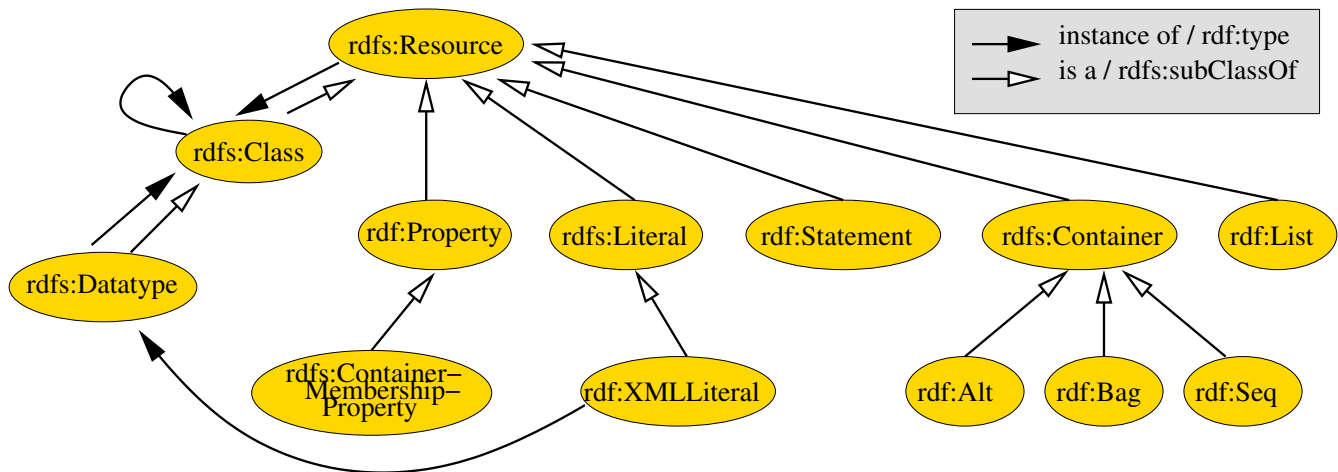 rdfs:Resource
instance of / rdf:type
is a / rdfs:subClassOf
rdfs:Class
rdf:Property
rdfs:Literal
rdf:Statement
rdfs:Container
rdf:List
rdfs:Datatype
rdfs:Container–
Membership–
Property
rdf:XMLLiteral
rdf:Alt
rdf:Bag
rdf:Seq